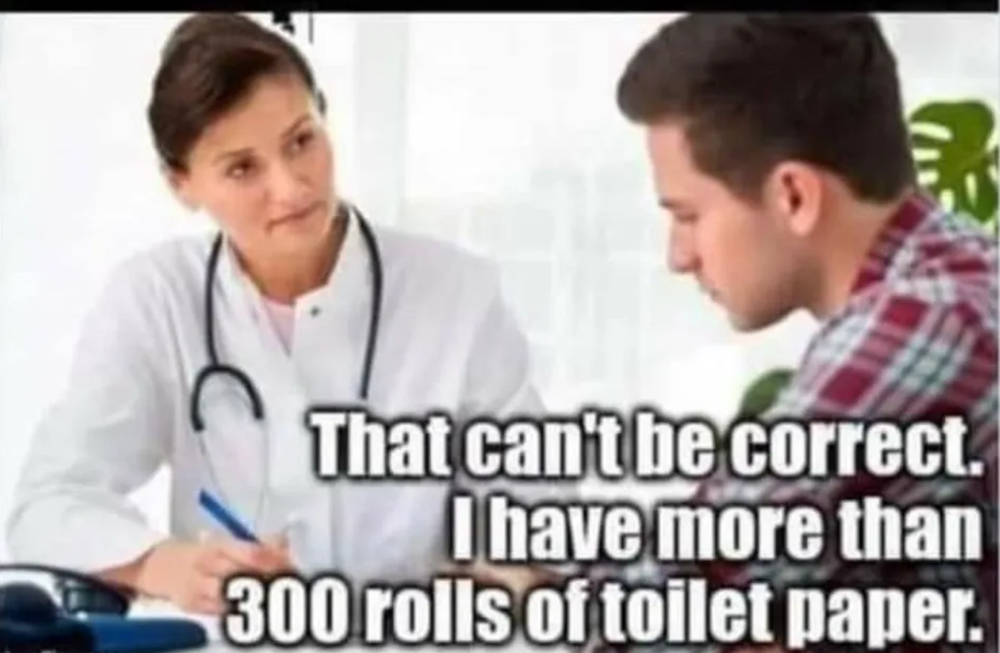 That can't be correct.
I have more than
300 rolls of toilet paper.